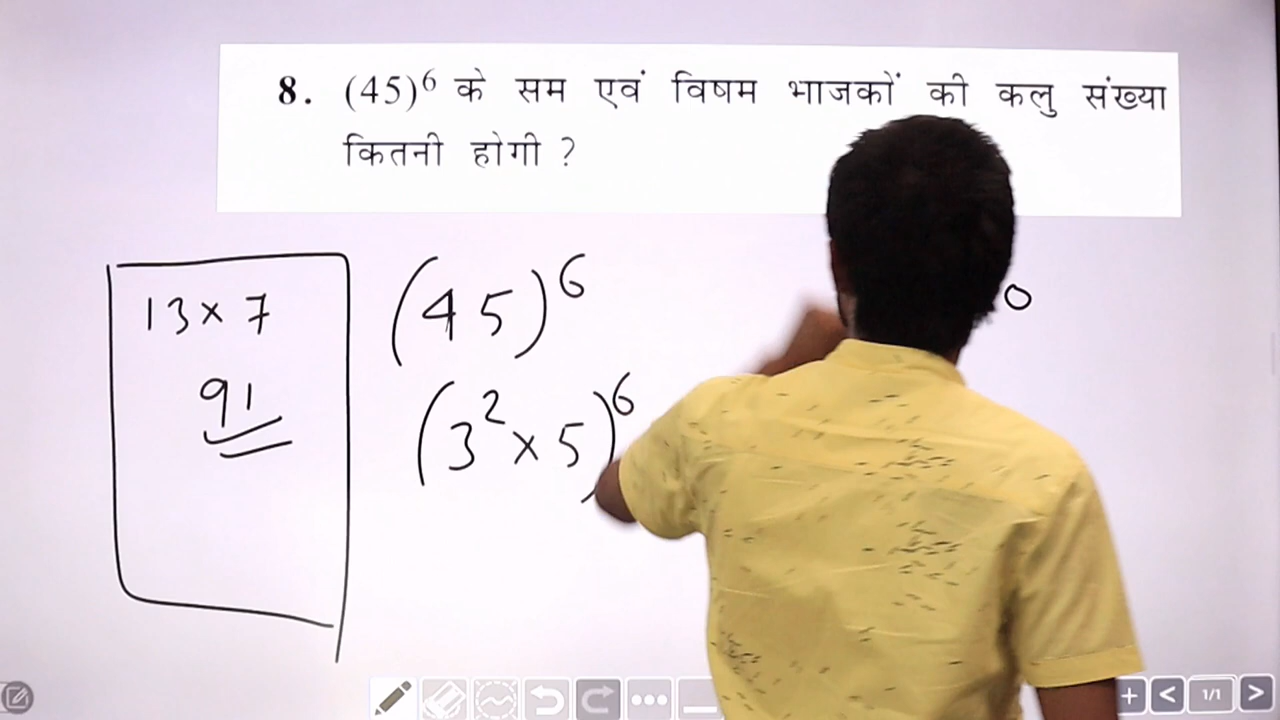 8. (45)⁶ के सम एवं विषम भाजकों की कलु संख्या
कितनी होगी ?
13 × 7
91
(45)⁶
(3² × 5)⁶
0
1/1